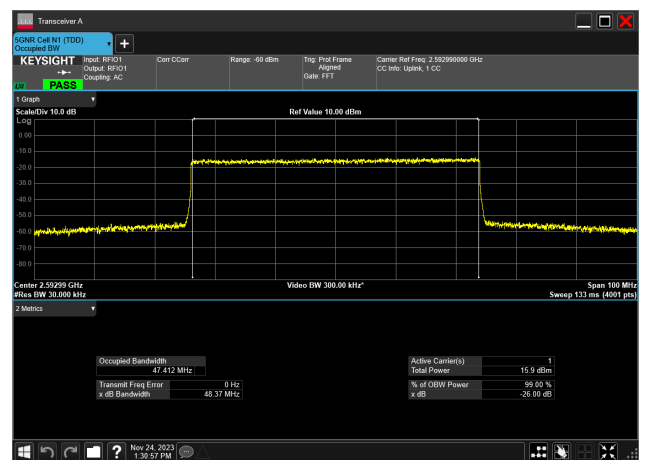 Transceiver A
5GNR Cell N1 (TDD)
Occupied BW
KEYSIGHT
LV
PASS
Input: RFIO1
Output: RFIO1
Coupling: AC
Corr CCorr
Range: -60 dBm
Trig: Prot Frame
Aligned
Gate: FFT
Carrier Ref Freq: 2.592990000 GHz
CC Info: Uplink, 1 CC
1 Graph
Scale/Div 10.0 dB
Ref Value 10.00 dBm
Log
0.00
-10.0
-20.0
-30.0
-40.0
-50.0
-60.0
-70.0
-80.0
Center 2.59299 GHz
#Res BW 30.000 kHz
Video BW 300.00 kHz*
Span 100 MHz
Sweep 133 ms (4001 pts)
2 Metrics
Occupied Bandwidth
47.412 MHz
Transmit Freq Error 0 Hz
x dB Bandwidth 48.37 MHz
Active Carrier(s) 1
Total Power 15.9 dBm
% of OBW Power 99.00 %
x dB -26.00 dB
Nov 24, 2023
1:30:57 PM